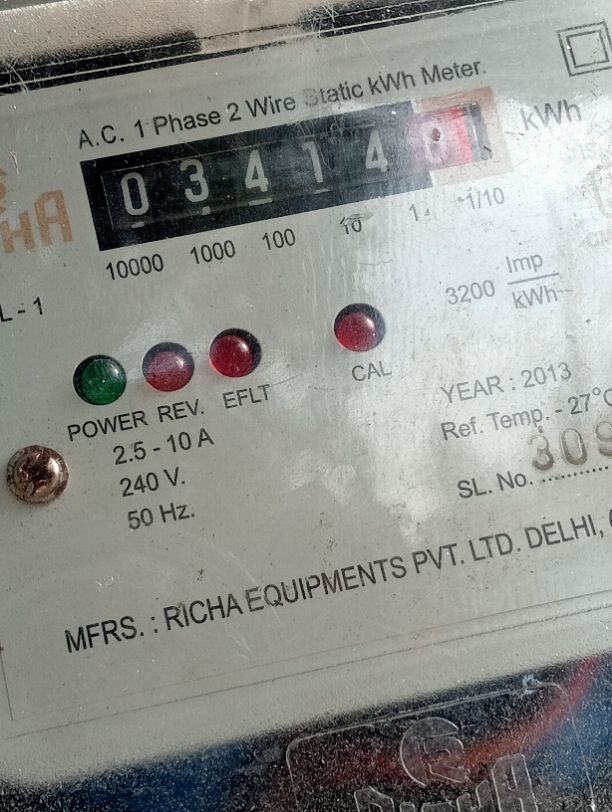 A.C. 1 Phase 2 Wire Static kWh Meter.
0 3 4 1 4 kWh
10000 1000 100 10 1 1/10
L - 1
3200 Imp/kWh
POWER REV. EFLT CAL
2.5 - 10 A
240 V.
50 Hz.
YEAR : 2013
Ref. Temp. - 27°C
SL. No. 309
MFRS. : RICHA EQUIPMENTS PVT. LTD. DELHI,